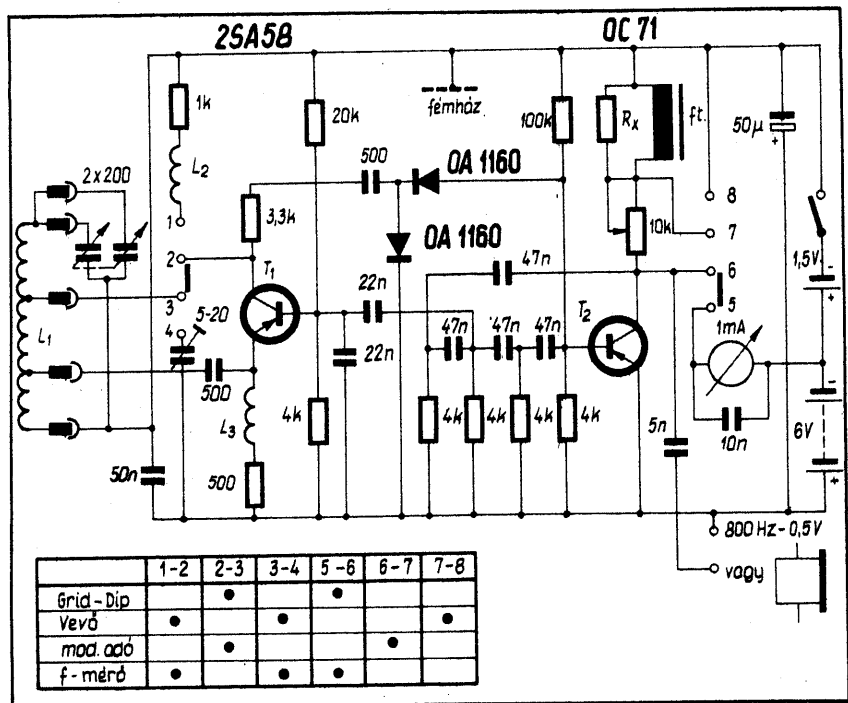 2SA58
OC 71
1k
20k
fémház
100k
Rx
ft.
50µ
+
L2
2x200
500
OA 1160
8
1
3,3k
OA 1160
10k
7
2
T1
47n
6
1,5V
-
+
3
5-20
22n
T2
5
L1
4
47n
47n
47n
1mA
22n
500
-
L3
4k
4k
4k
4k
4k
5n
10n
6V
50n
500
+
800 Hz-0,5V
vagy
1-2 2-3 3-4 5-6 6-7 7-8
Grid-Dip ● ●
Vevő ● ● ●
mod. adó ● ●
f-mérő ● ● ●